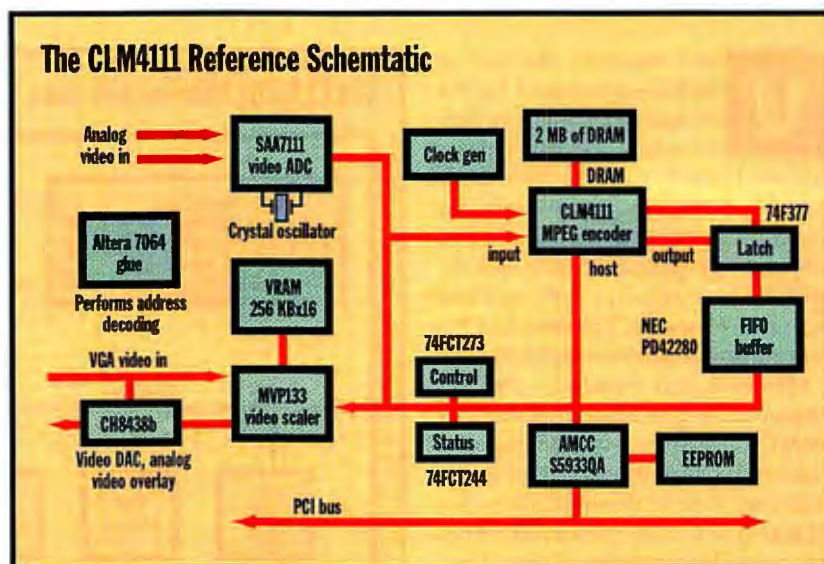 The CLM4111 Reference Schemtatic
Analog
video in
SAA7111
video ADC
Crystal oscillator
Clock gen
2 MB of DRAM
DRAM
CLM4111
MPEG encoder
input
host
output
74F377
Latch
Altera 7064
glue
Performs address
decoding
VRAM
256 KBx16
NEC
PD42280
FIFO
buffer
VGA video in
74FCT273
Control
MVP133
video scaler
CH8438b
Video DAC, analog
video overlay
Status
74FCT244
AMCC
S5933QA
EEPROM
PCI bus